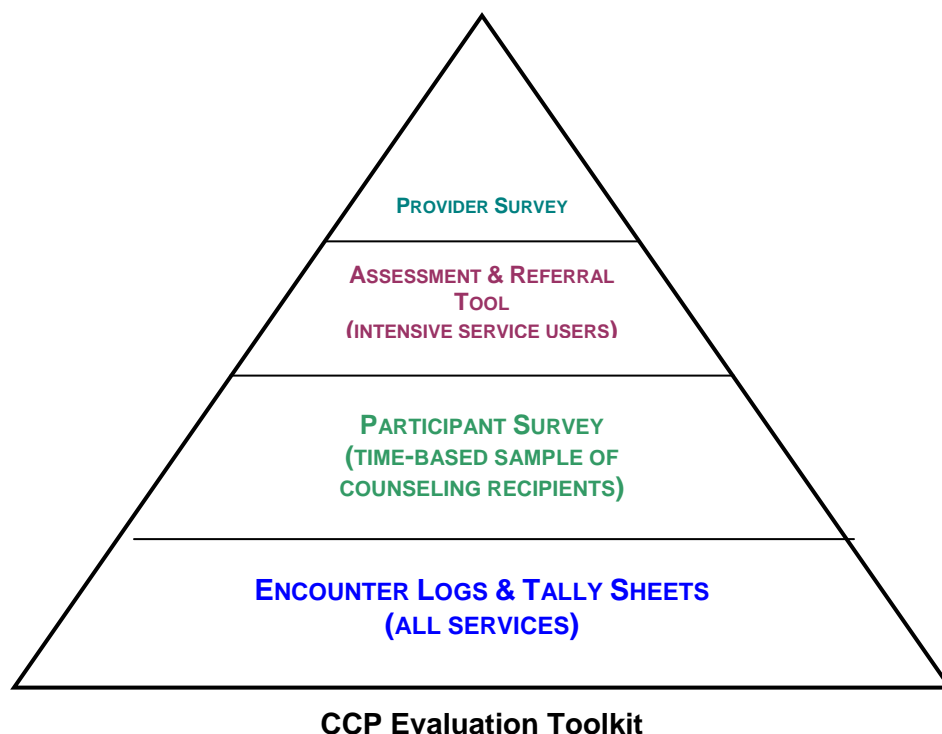 PROVIDER SURVEY
ASSESSMENT & REFERRAL
TOOL
(INTENSIVE SERVICE USERS)
PARTICIPANT SURVEY
(TIME-BASED SAMPLE OF
COUNSELING RECIPIENTS)
ENCOUNTER LOGS & TALLY SHEETS
(ALL SERVICES)
CCP Evaluation Toolkit